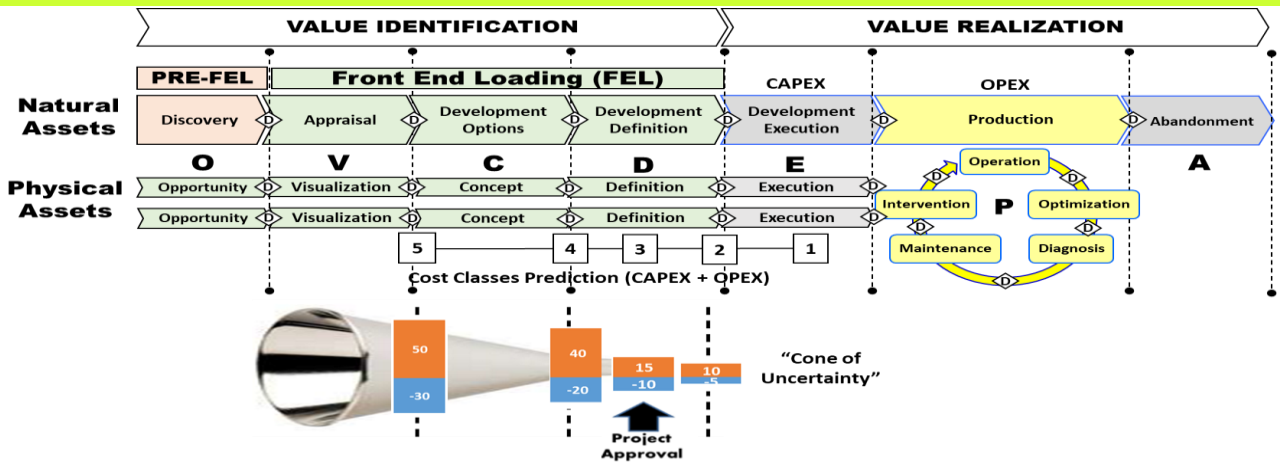 VALUE IDENTIFICATION
VALUE REALIZATION
PRE-FEL
Front End Loading (FEL)
CAPEX
OPEX
Natural
Assets
Discovery
D
Appraisal
D
Development
Options
D
Development
Definition
D
Development
Execution
D
Production
D
Abandonment
O
V
C
D
E
A
Physical
Assets
Opportunity
D
Visualization
D
Concept
D
Definition
D
Execution
D
Opportunity
D
Visualization
D
Concept
D
Definition
D
Execution
D
Operation
D
Optimization
D
Diagnosis
D
Maintenance
D
Intervention
D
P
5
4
3
2
1
Cost Classes Prediction (CAPEX + OPEX)
50
-30
40
-20
15
-10
10
-5
"Cone of
Uncertainty"
Project
Approval